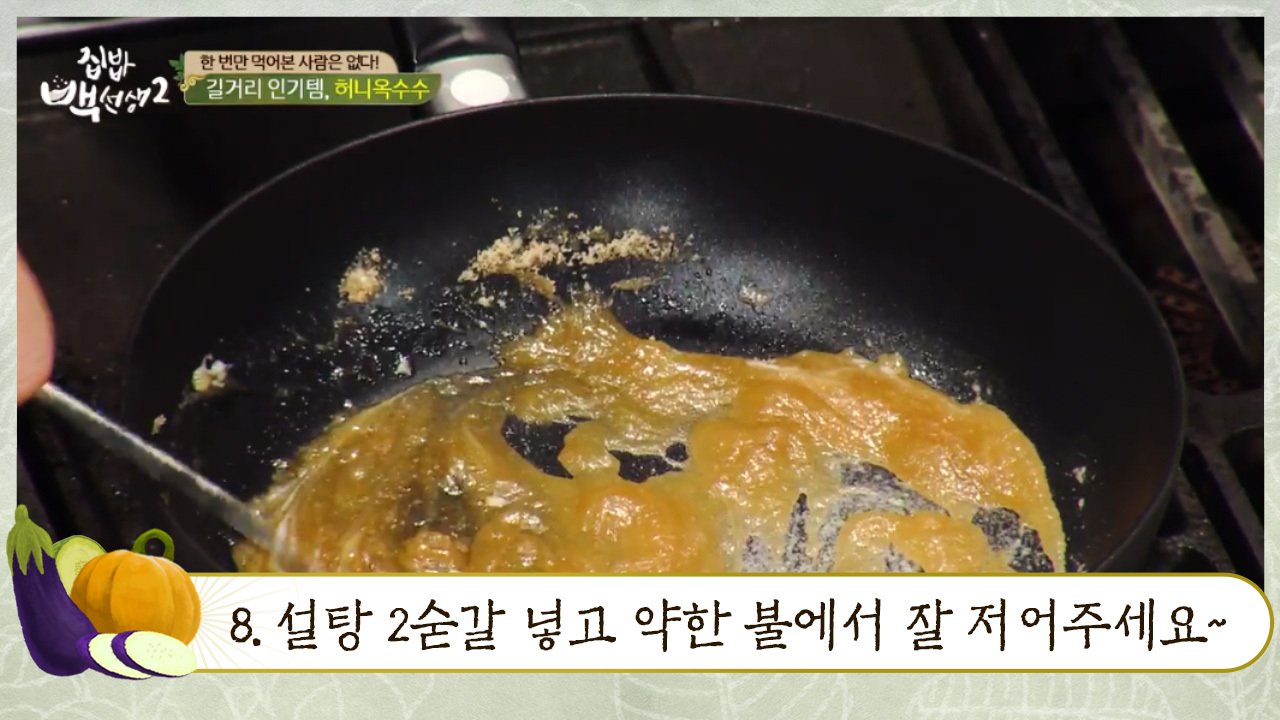 집밥
백선생2
한 번만 먹어본 사람은 없다!
길거리 인기템, 허니옥수수
8. 설탕 2숟갈 넣고 약한 불에서 잘 저어주세요~